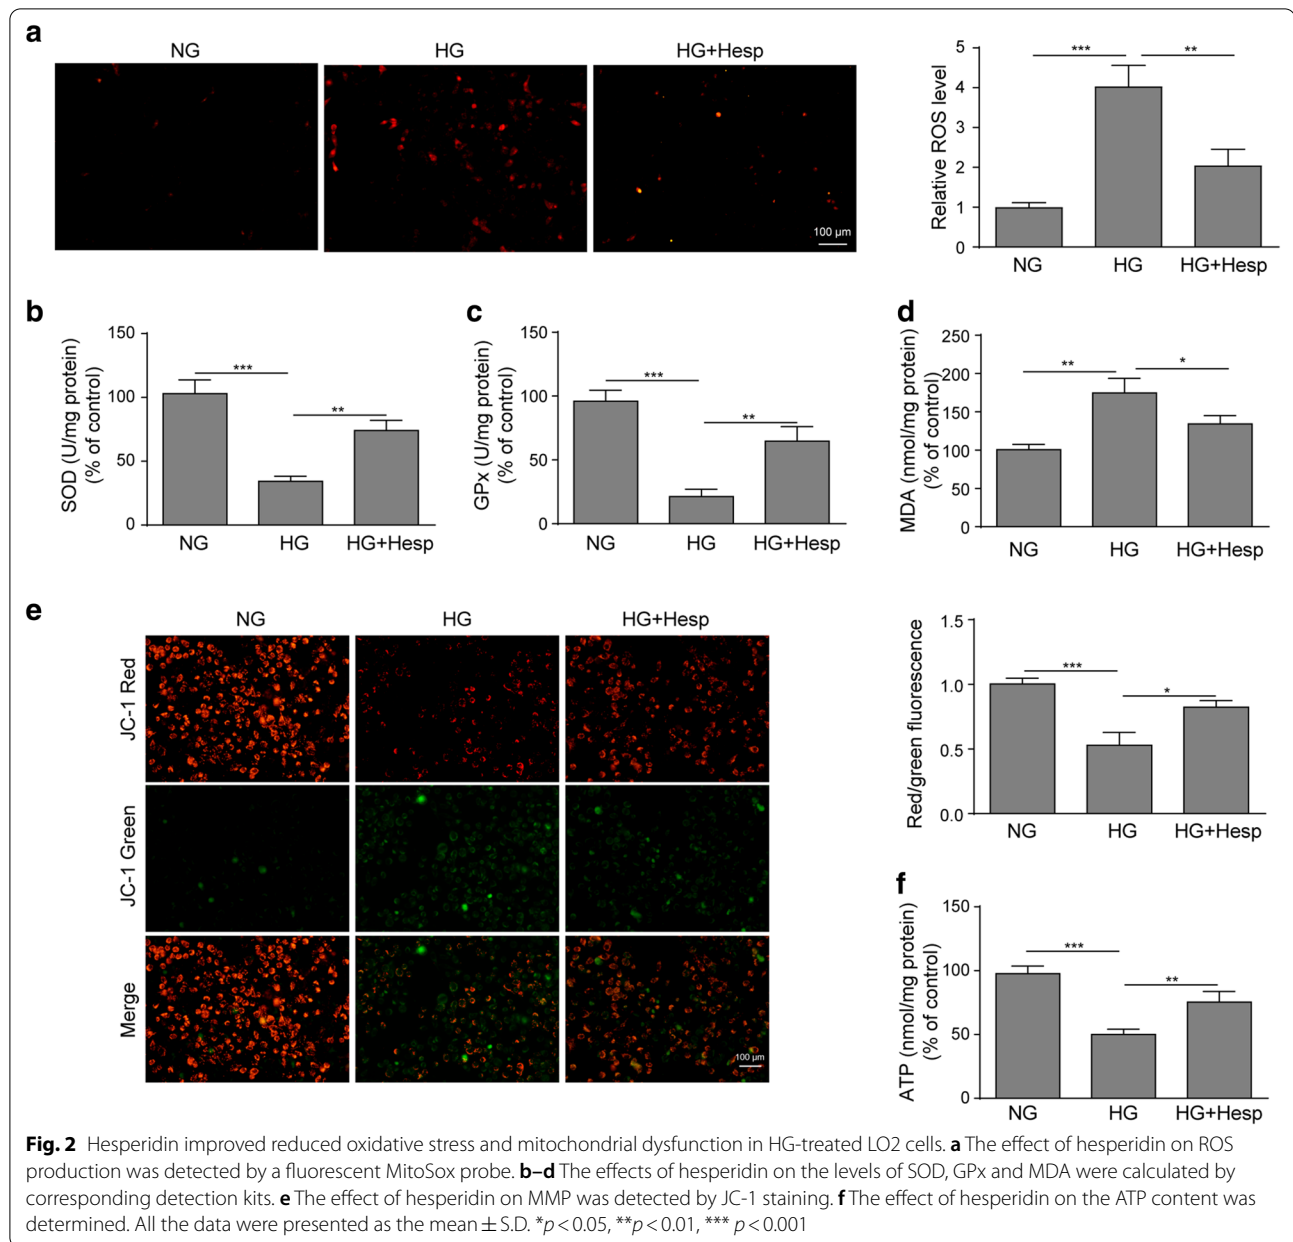 a
NG
HG
HG+Hesp
100 μm
Relative ROS level
5
4
3
2
1
0
***
**
NG
HG
HG+Hesp
b
SOD (U/mg protein)
(% of control)
150
100
50
0
***
**
NG
HG
HG+Hesp
c
GPx (U/mg protein)
(% of control)
150
100
50
0
***
**
NG
HG
HG+Hesp
d
MDA (nmol/mg protein)
(% of control)
250
200
150
100
50
0
**
*
NG
HG
HG+Hesp
e
NG
HG
HG+Hesp
JC-1 Red
JC-1 Green
Merge
100 μm
Red/green fluorescence
1.5
1.0
0.5
0.0
***
*
NG
HG
HG+Hesp
f
ATP (nmol/mg protein)
(% of control)
150
100
50
0
***
**
NG
HG
HG+Hesp
Fig. 2 Hesperidin improved reduced oxidative stress and mitochondrial dysfunction in HG-treated LO2 cells. a The effect of hesperidin on ROS
production was detected by a fluorescent MitoSox probe. b–d The effects of hesperidin on the levels of SOD, GPx and MDA were calculated by
corresponding detection kits. e The effect of hesperidin on MMP was detected by JC-1 staining. f The effect of hesperidin on the ATP content was
determined. All the data were presented as the mean ± S.D. *p < 0.05, **p < 0.01, *** p < 0.001